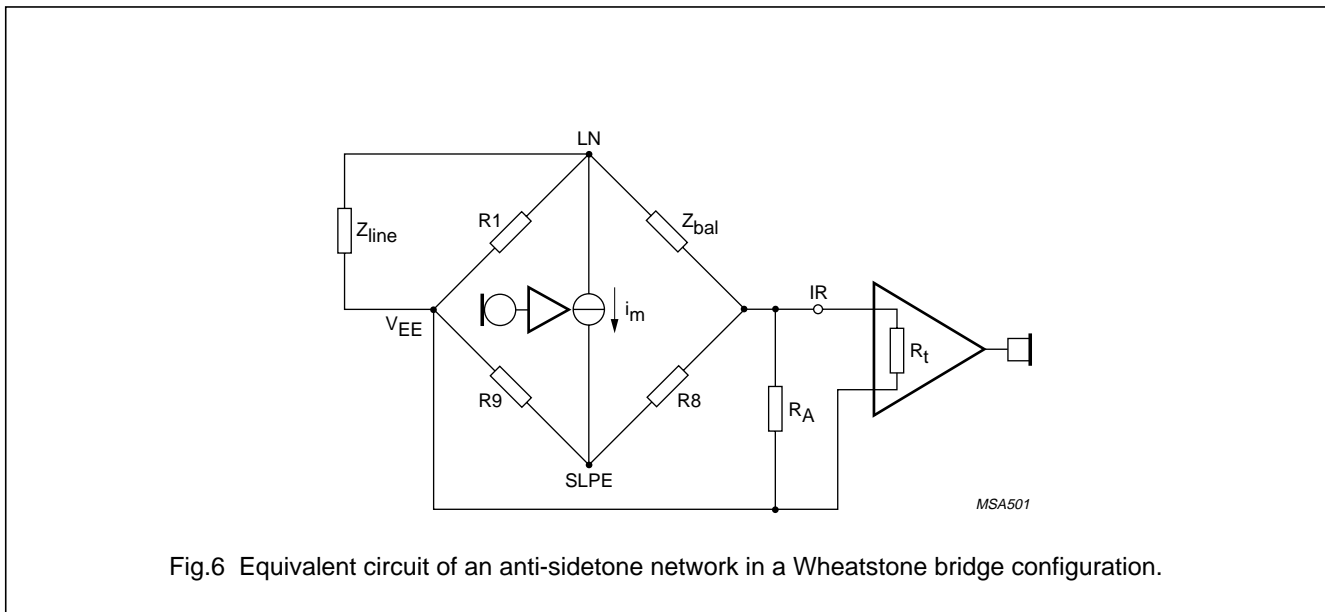 LN
R1
Zbal
Zline
IR
im
VEE
Rt
R9
R8
RA
SLPE
MSA501
Fig.6 Equivalent circuit of an anti-sidetone network in a Wheatstone bridge configuration.